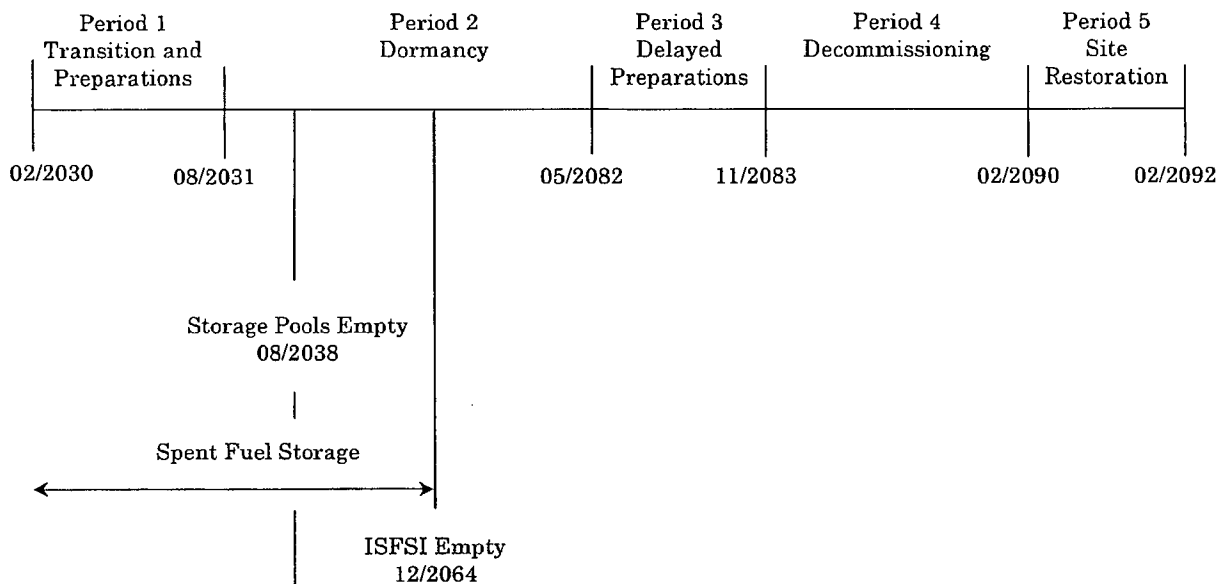 Period 1
Transition and
Preparations
Period 2
Dormancy
Period 3
Delayed
Preparations
Period 4
Decommissioning
Period 5
Site
Restoration
02/2030
08/2031
05/2082
11/2083
02/2090
02/2092
Storage Pools Empty
08/2038
Spent Fuel Storage
ISFSI Empty
12/2064